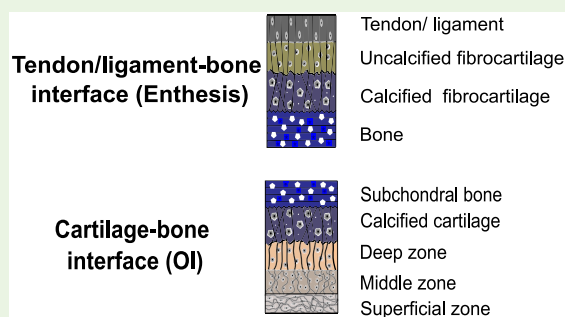 Tendon/ligament-bone
interface (Enthesis)
Tendon/ ligament
Uncalcified fibrocartilage
Calcified fibrocartilage
Bone
Cartilage-bone
interface (OI)
Subchondral bone
Calcified cartilage
Deep zone
Middle zone
Superficial zone